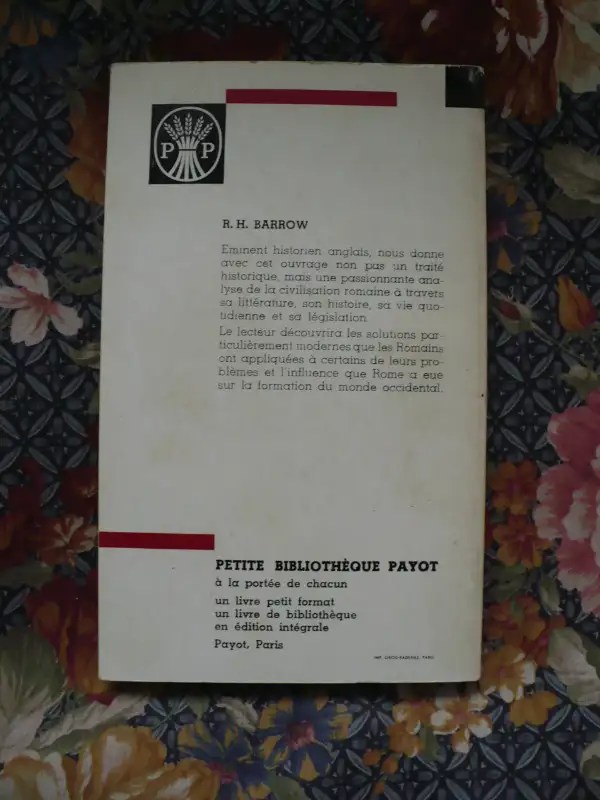 P P
R. H. BARROW
Eminent historien anglais, nous donne
avec cet ouvrage non pas un traité
historique, mais une passionnante ana-
lyse de la civilisation romaine à travers
sa littérature, son histoire, sa vie quo-
tidienne et sa législation.
Le lecteur découvrira les solutions par-
ticulièrement modernes que les Romains
ont appliquées à certains de leurs pro-
blèmes et l'influence que Rome a eue
sur la formation du monde occidental.
PETITE BIBLIOTHÈQUE PAYOT
à la portée de chacun
un livre petit format
un livre de bibliothèque
en édition intégrale
Payot, Paris
PARIS